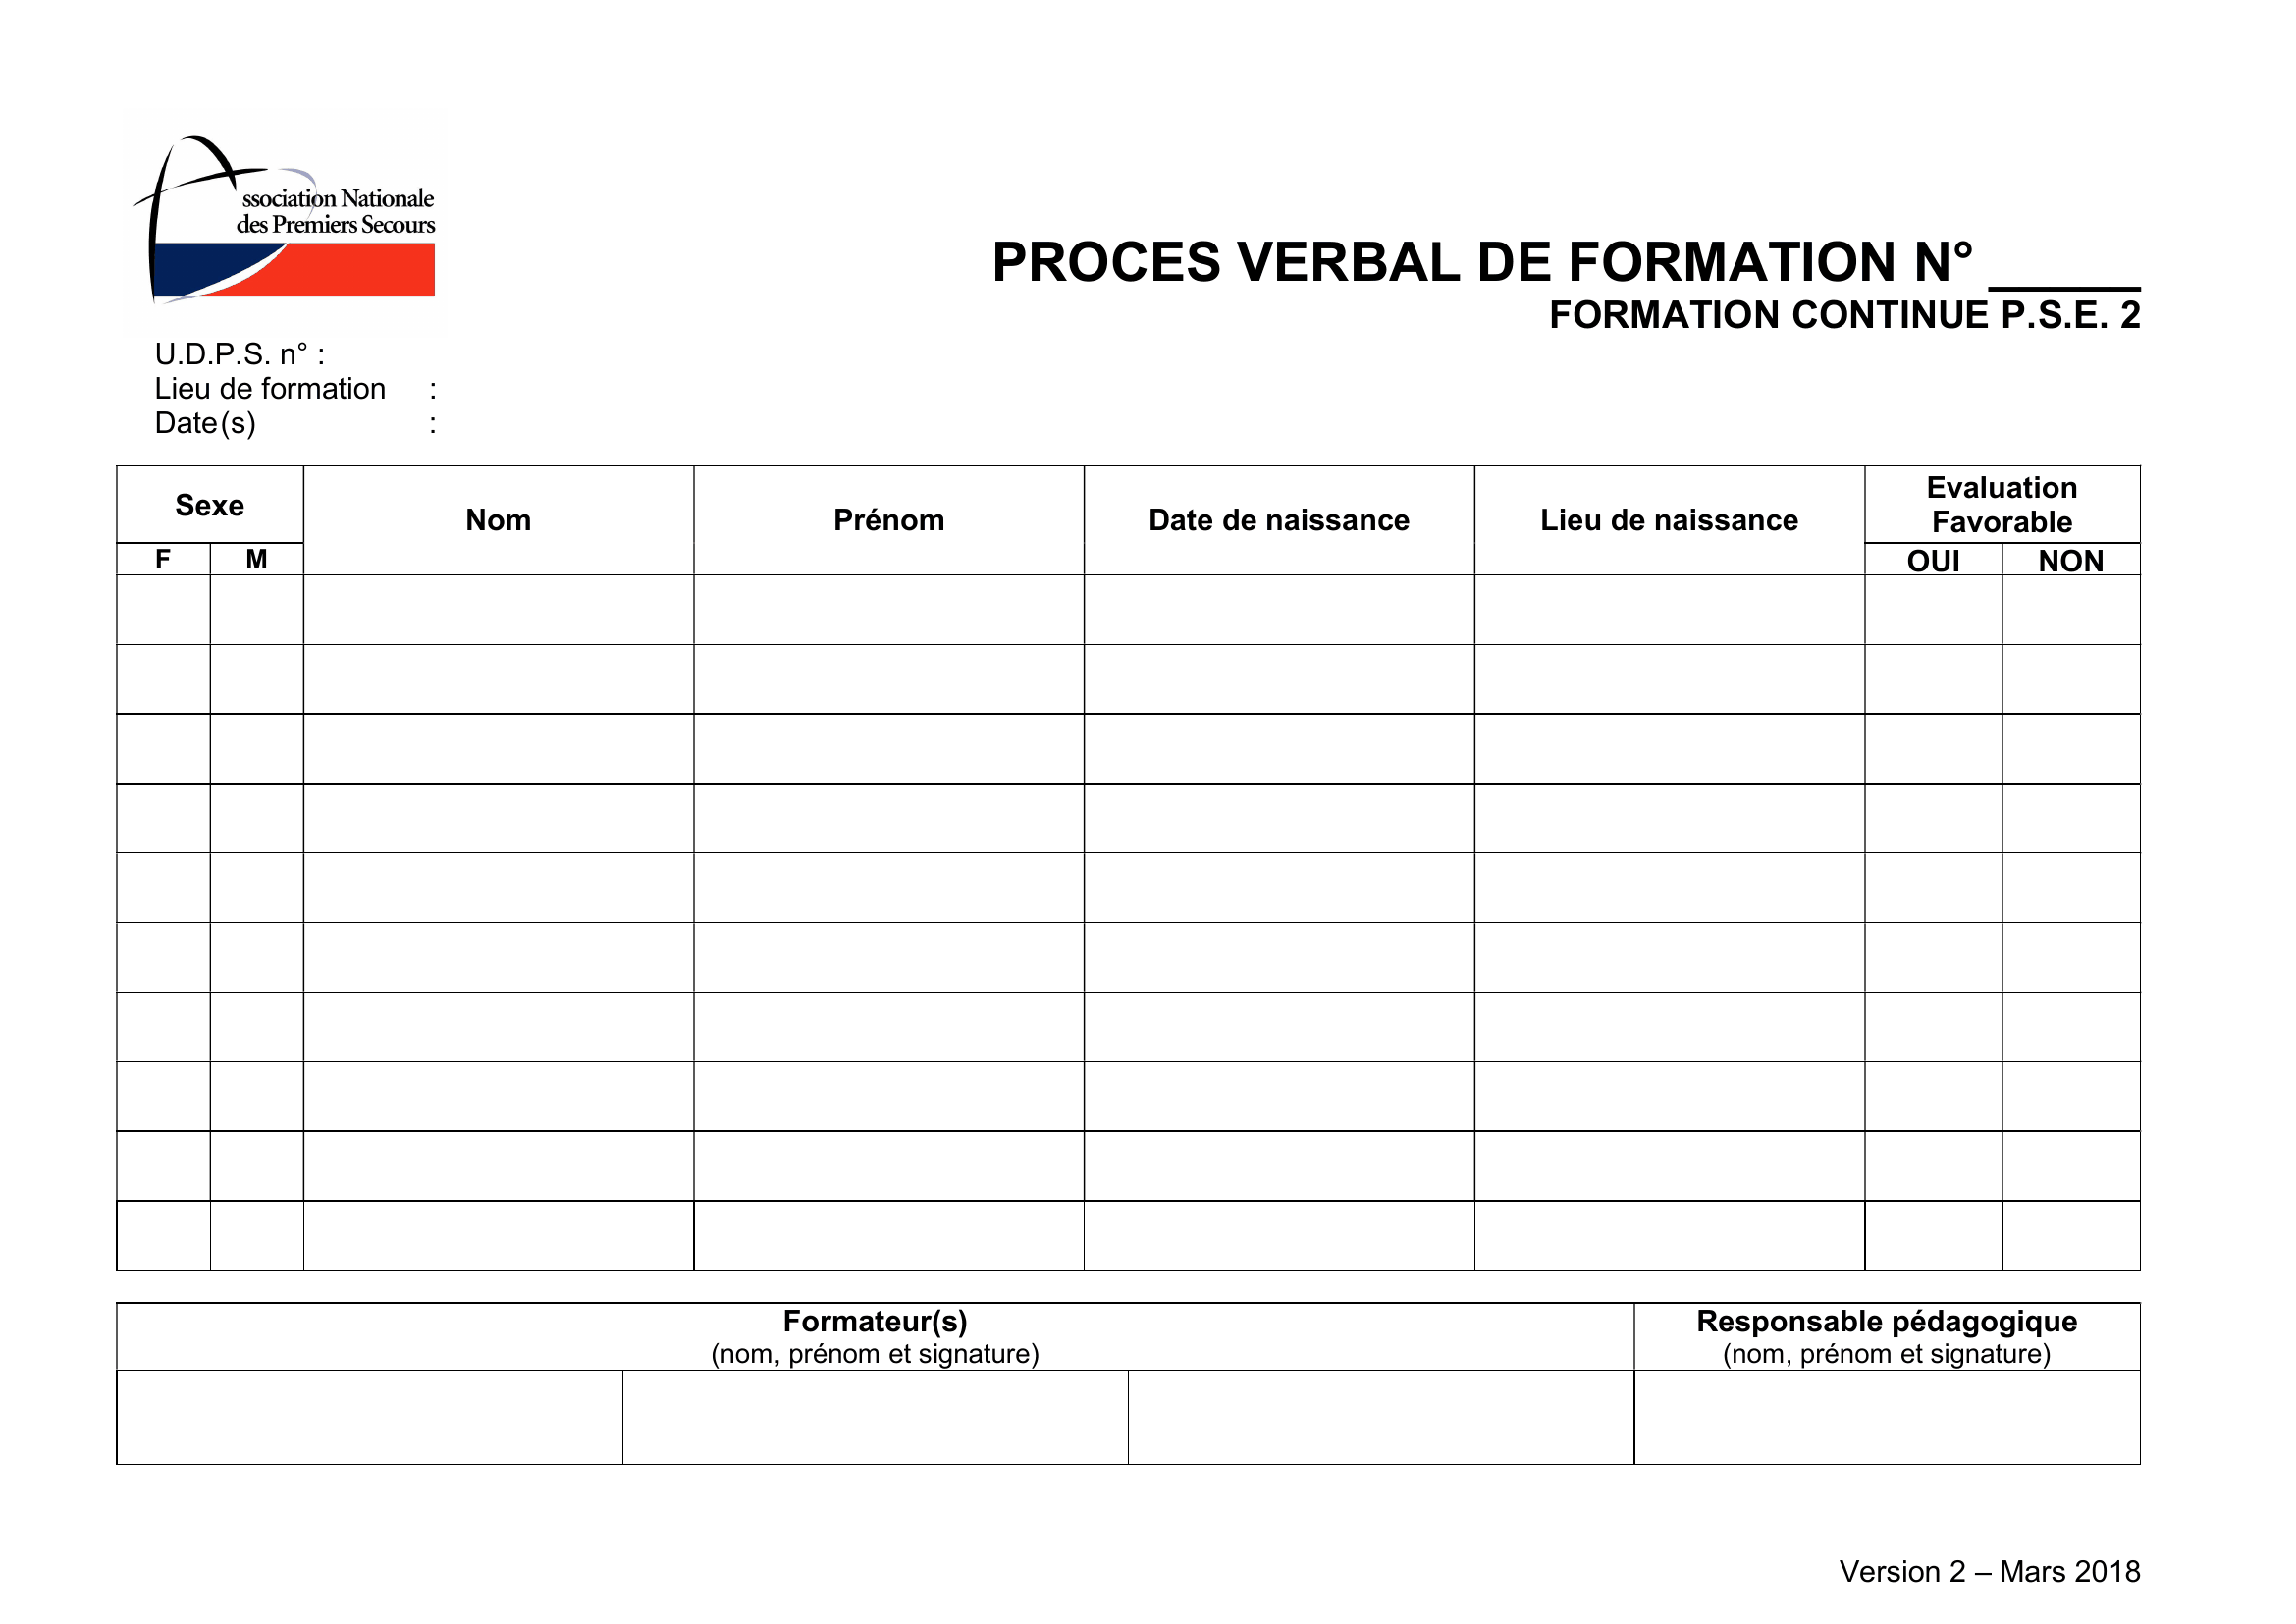 ssociation Nationale
des Premiers Secours
PROCES VERBAL DE FORMATION N° _____
FORMATION CONTINUE P.S.E. 2
U.D.P.S. n° :
Lieu de formation :
Date(s) :
Sexe Nom Prénom Date de naissance Lieu de naissance Evaluation Favorable
F M OUI NON
Formateur(s) Responsable pédagogique
(nom, prénom et signature) (nom, prénom et signature)
Version 2 – Mars 2018